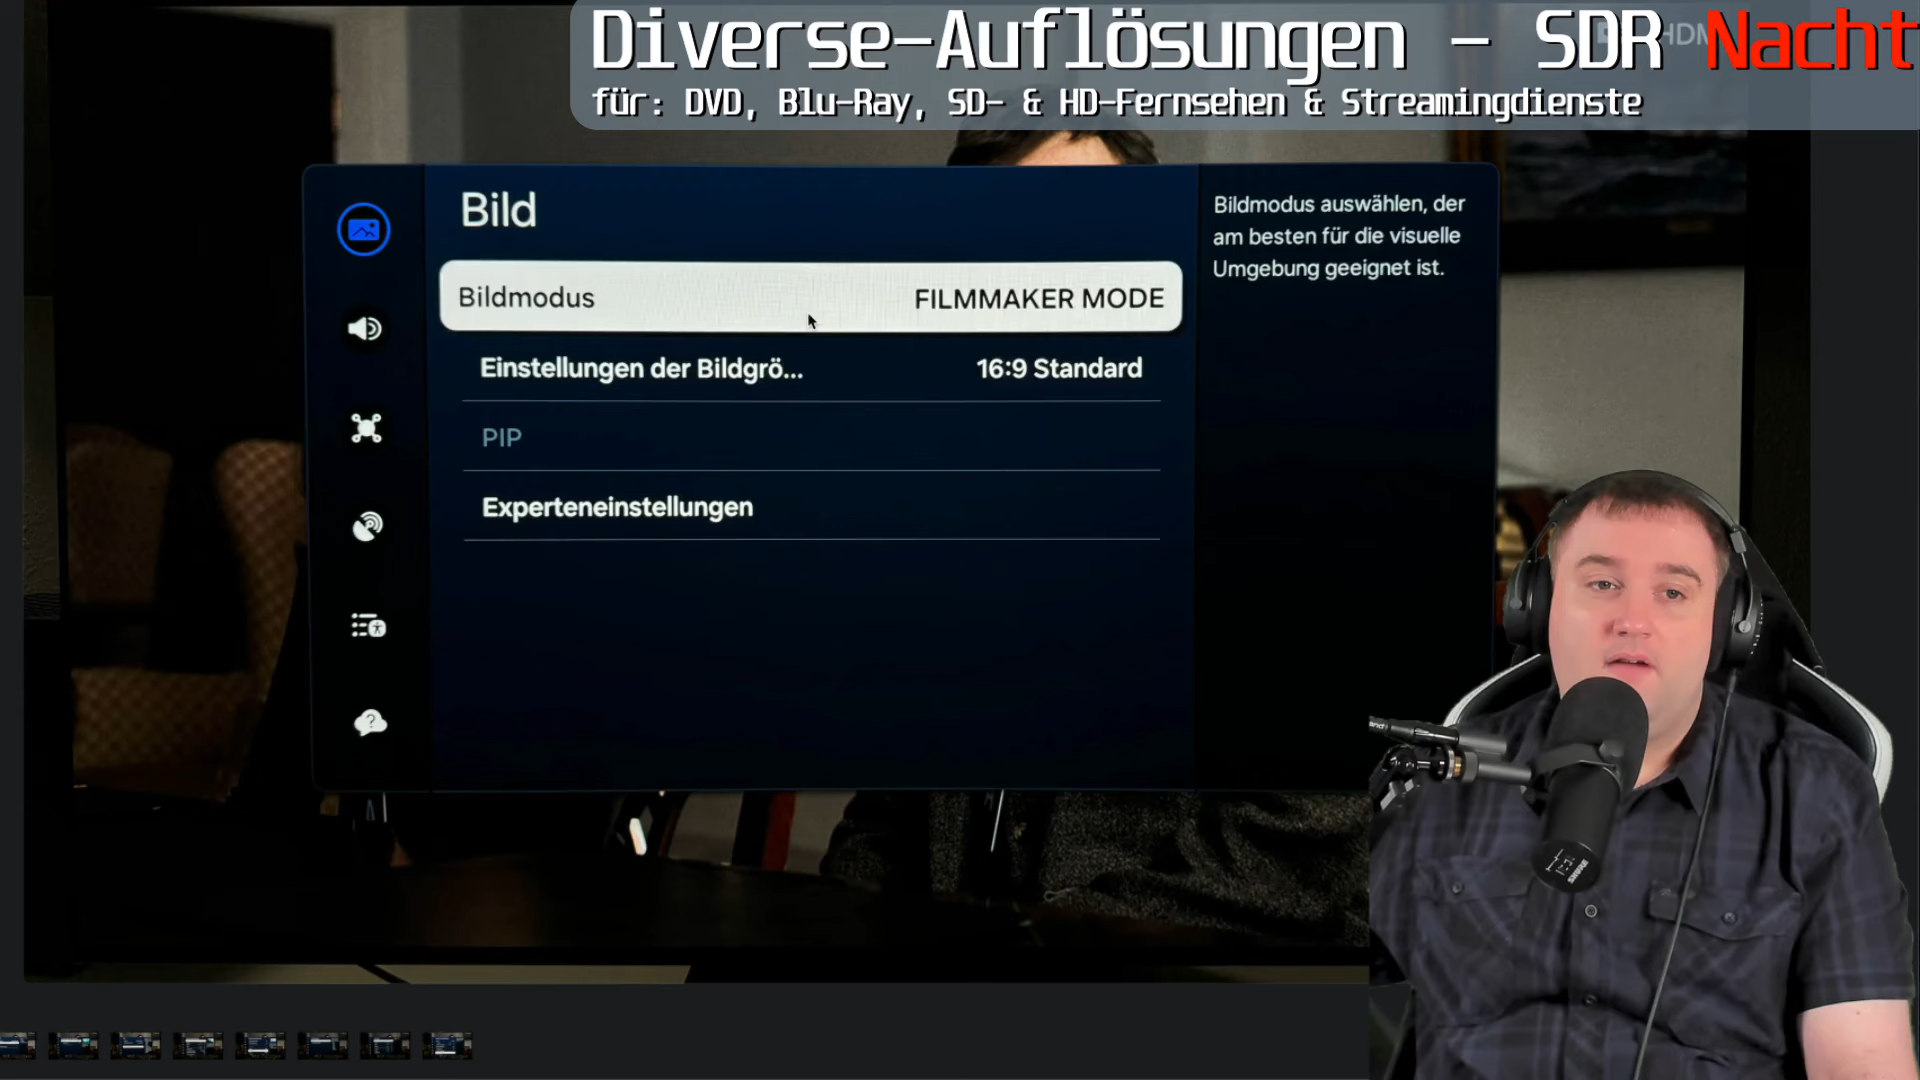 Diverse-Auflösungen - SDR Nacht
für: DVD, Blu-Ray, SD- & HD-Fernsehen & Streamingdienste
Bild
Bildmodus FILMMAKER MODE
Einstellungen der Bildgrö... 16:9 Standard
PIP
Experteneinstellungen
Bildmodus auswählen, der
am besten für die visuelle
Umgebung geeignet ist.
SHURE